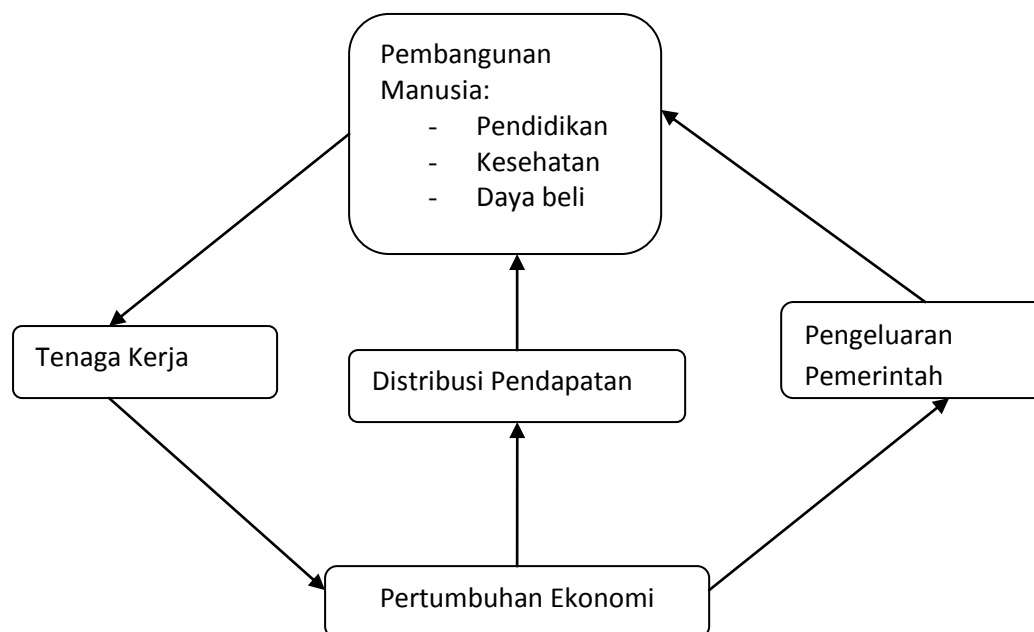 Pembangunan
Manusia:
- Pendidikan
- Kesehatan
- Daya beli
Tenaga Kerja
Distribusi Pendapatan
Pengeluaran
Pemerintah
Pertumbuhan Ekonomi